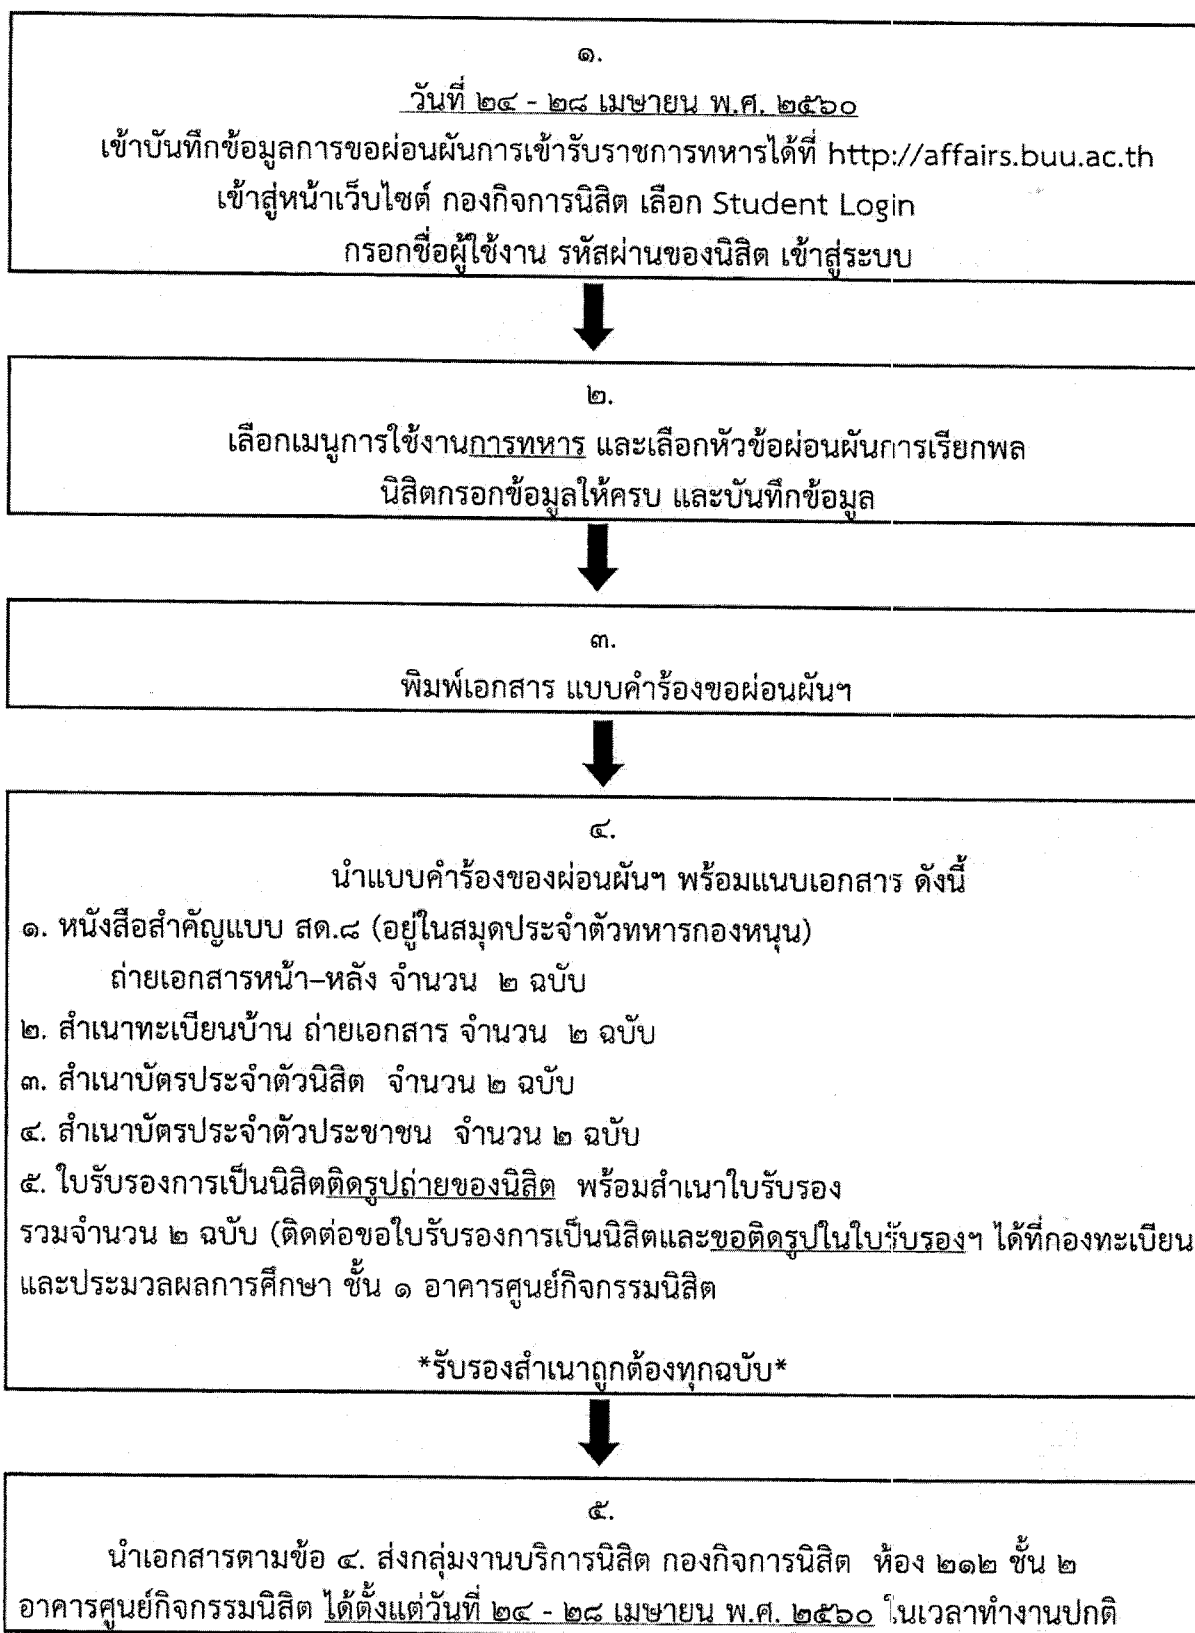 ๑.
วันที่ ๒๔ - ๒๘ เมษายน พ.ศ. ๒๕๖๐
เข้าบันทึกข้อมูลการขอผ่อนผันการเข้ารับราชการทหารได้ที่ http://affairs.buu.ac.th
เข้าสู่หน้าเว็บไซต์ กองกิจการนิสิต เลือก Student Login
กรอกชื่อผู้ใช้งาน รหัสผ่านของนิสิต เข้าสู่ระบบ
๒.
เลือกเมนูการใช้งานการทหาร และเลือกหัวข้อผ่อนผันการเรียกพล
นิสิตกรอกข้อมูลให้ครบ และบันทึกข้อมูล
๓.
พิมพ์เอกสาร แบบคำร้องขอผ่อนผันฯ
๔.
นำแบบคำร้องของผ่อนผันฯ พร้อมแนบเอกสาร ดังนี้
๑. หนังสือสำคัญแบบ สด.๘ (อยู่ในสมุดประจำตัวทหารกองหนุน)
ถ่ายเอกสารหน้า–หลัง จำนวน ๒ ฉบับ
๒. สำเนาทะเบียนบ้าน ถ่ายเอกสาร จำนวน ๒ ฉบับ
๓. สำเนาบัตรประจำตัวนิสิต จำนวน ๒ ฉบับ
๔. สำเนาบัตรประจำตัวประชาชน จำนวน ๒ ฉบับ
๕. ใบรับรองการเป็นนิสิตติดรูปถ่ายของนิสิต พร้อมสำเนาใบรับรอง
รวมจำนวน ๒ ฉบับ (ติดต่อขอใบรับรองการเป็นนิสิตและขอติดรูปในใบรับรองฯ ได้ที่กองทะเบียน
และประมวลผลการศึกษา ชั้น ๑ อาคารศูนย์กิจกรรมนิสิต
*รับรองสำเนาถูกต้องทุกฉบับ*
๕.
นำเอกสารตามข้อ ๔. ส่งกลุ่มงานบริการนิสิต กองกิจการนิสิต ห้อง ๒๑๒ ชั้น ๒
อาคารศูนย์กิจกรรมนิสิต ได้ตั้งแต่วันที่ ๒๔ - ๒๘ เมษายน พ.ศ. ๒๕๖๐ ในเวลาทำงานปกติ